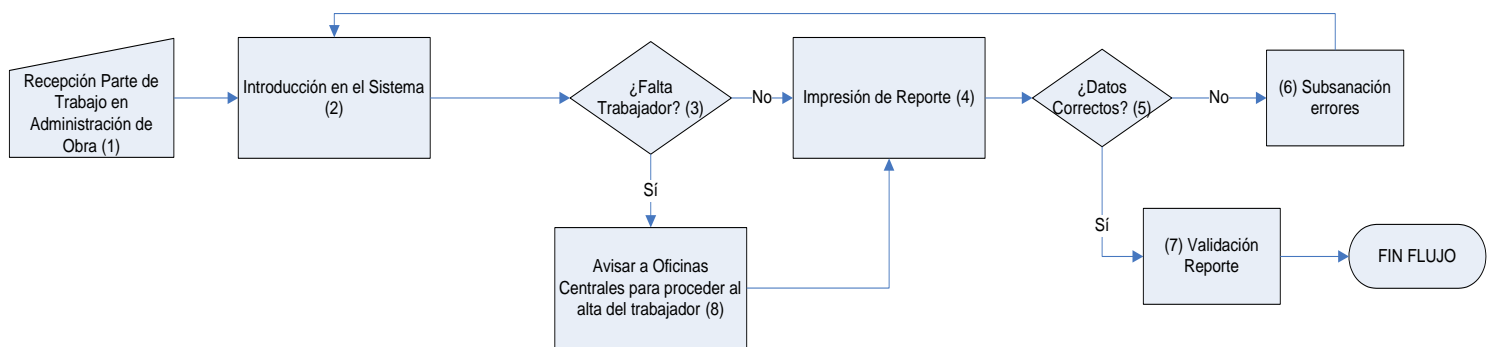 Recepción Parte de
Trabajo en
Administración de
Obra (1)
Introducción en el Sistema
(2)
¿Falta
Trabajador? (3)
No
Impresión de Reporte (4)
¿Datos
Correctos? (5)
No
(6) Subsanación
errores
Sí
Sí
(7) Validación
Reporte
FIN FLUJO
Avisar a Oficinas
Centrales para proceder al
alta del trabajador (8)